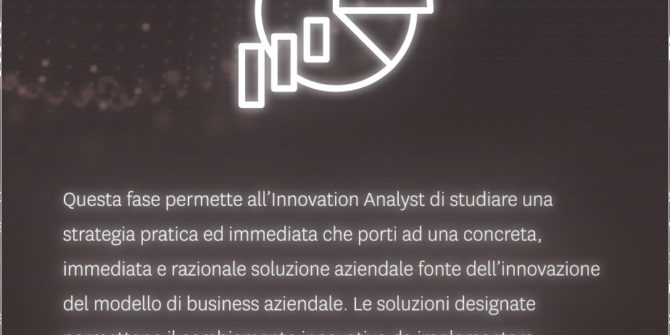 Questa fase permette all'Innovation Analyst di studiare una
strategia pratica ed immediata che porti ad una concreta,
immediata e razionale soluzione aziendale fonte dell'innovazione
del modello di business aziendale. Le soluzioni designate